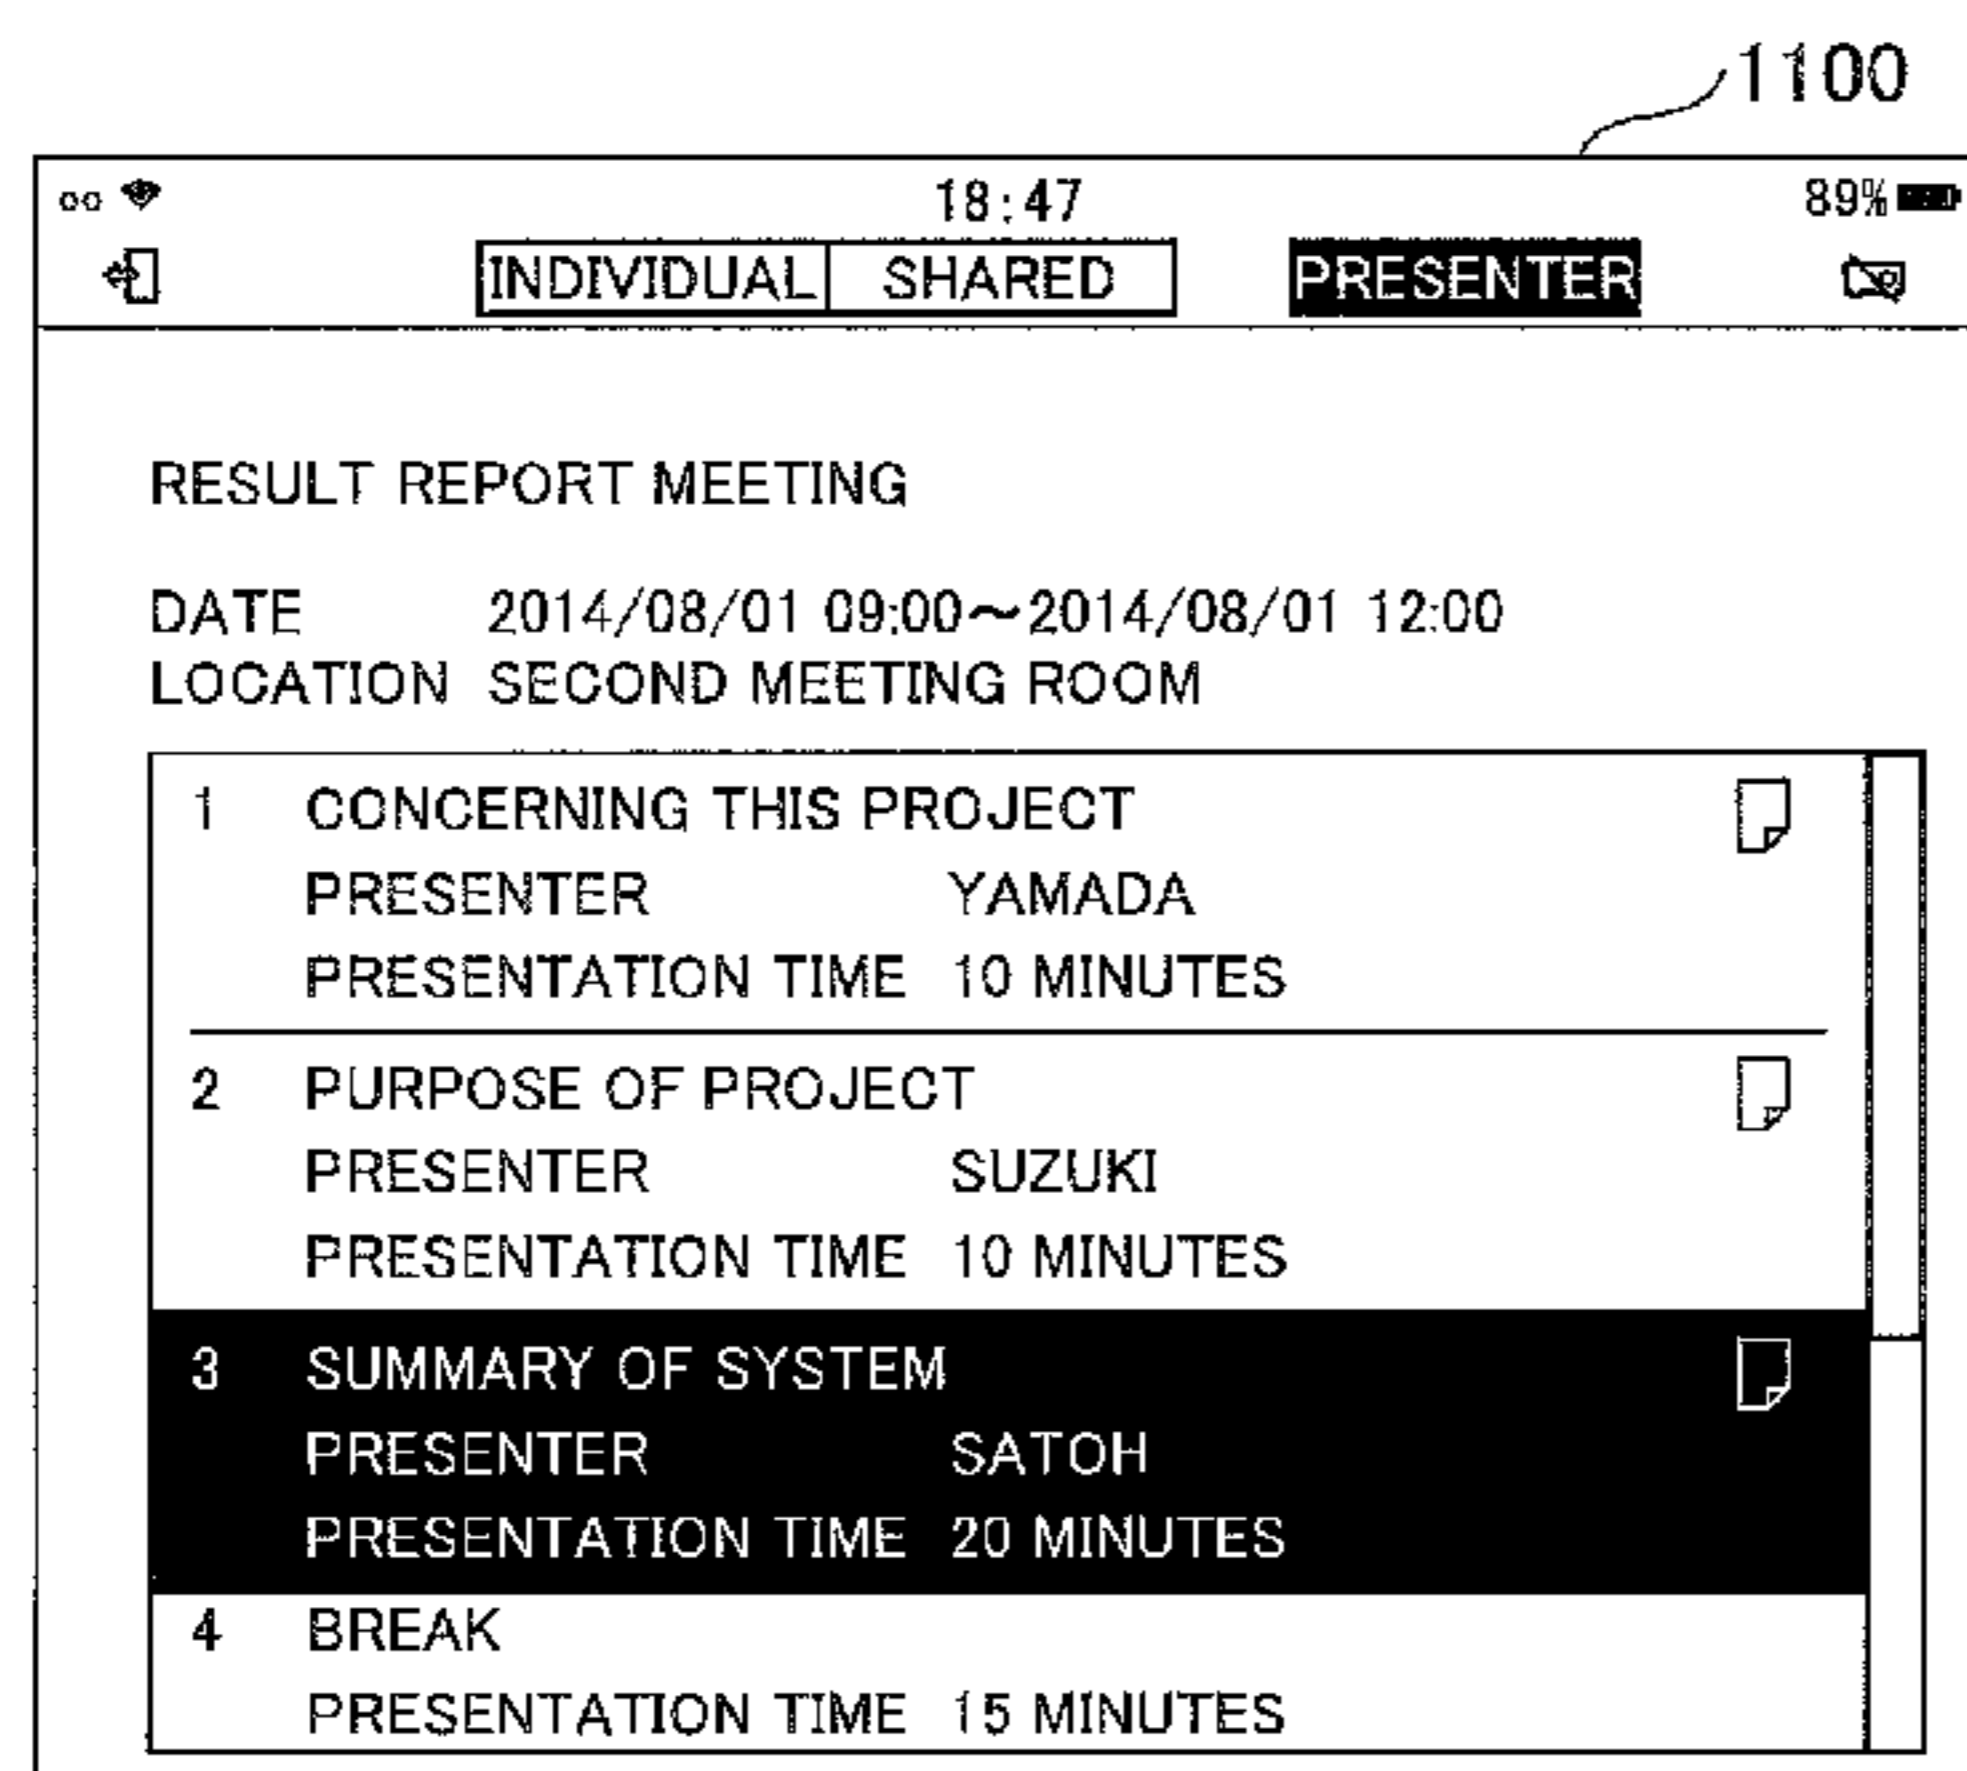 1100
18:47 89%
INDIVIDUAL SHARED PRESENTER
RESULT REPORT MEETING
DATE 2014/08/01 09:00～2014/08/01 12:00
LOCATION SECOND MEETING ROOM
1 CONCERNING THIS PROJECT
PRESENTER YAMADA
PRESENTATION TIME 10 MINUTES
2 PURPOSE OF PROJECT
PRESENTER SUZUKI
PRESENTATION TIME 10 MINUTES
3 SUMMARY OF SYSTEM
PRESENTER SATOH
PRESENTATION TIME 20 MINUTES
4 BREAK
PRESENTATION TIME 15 MINUTES